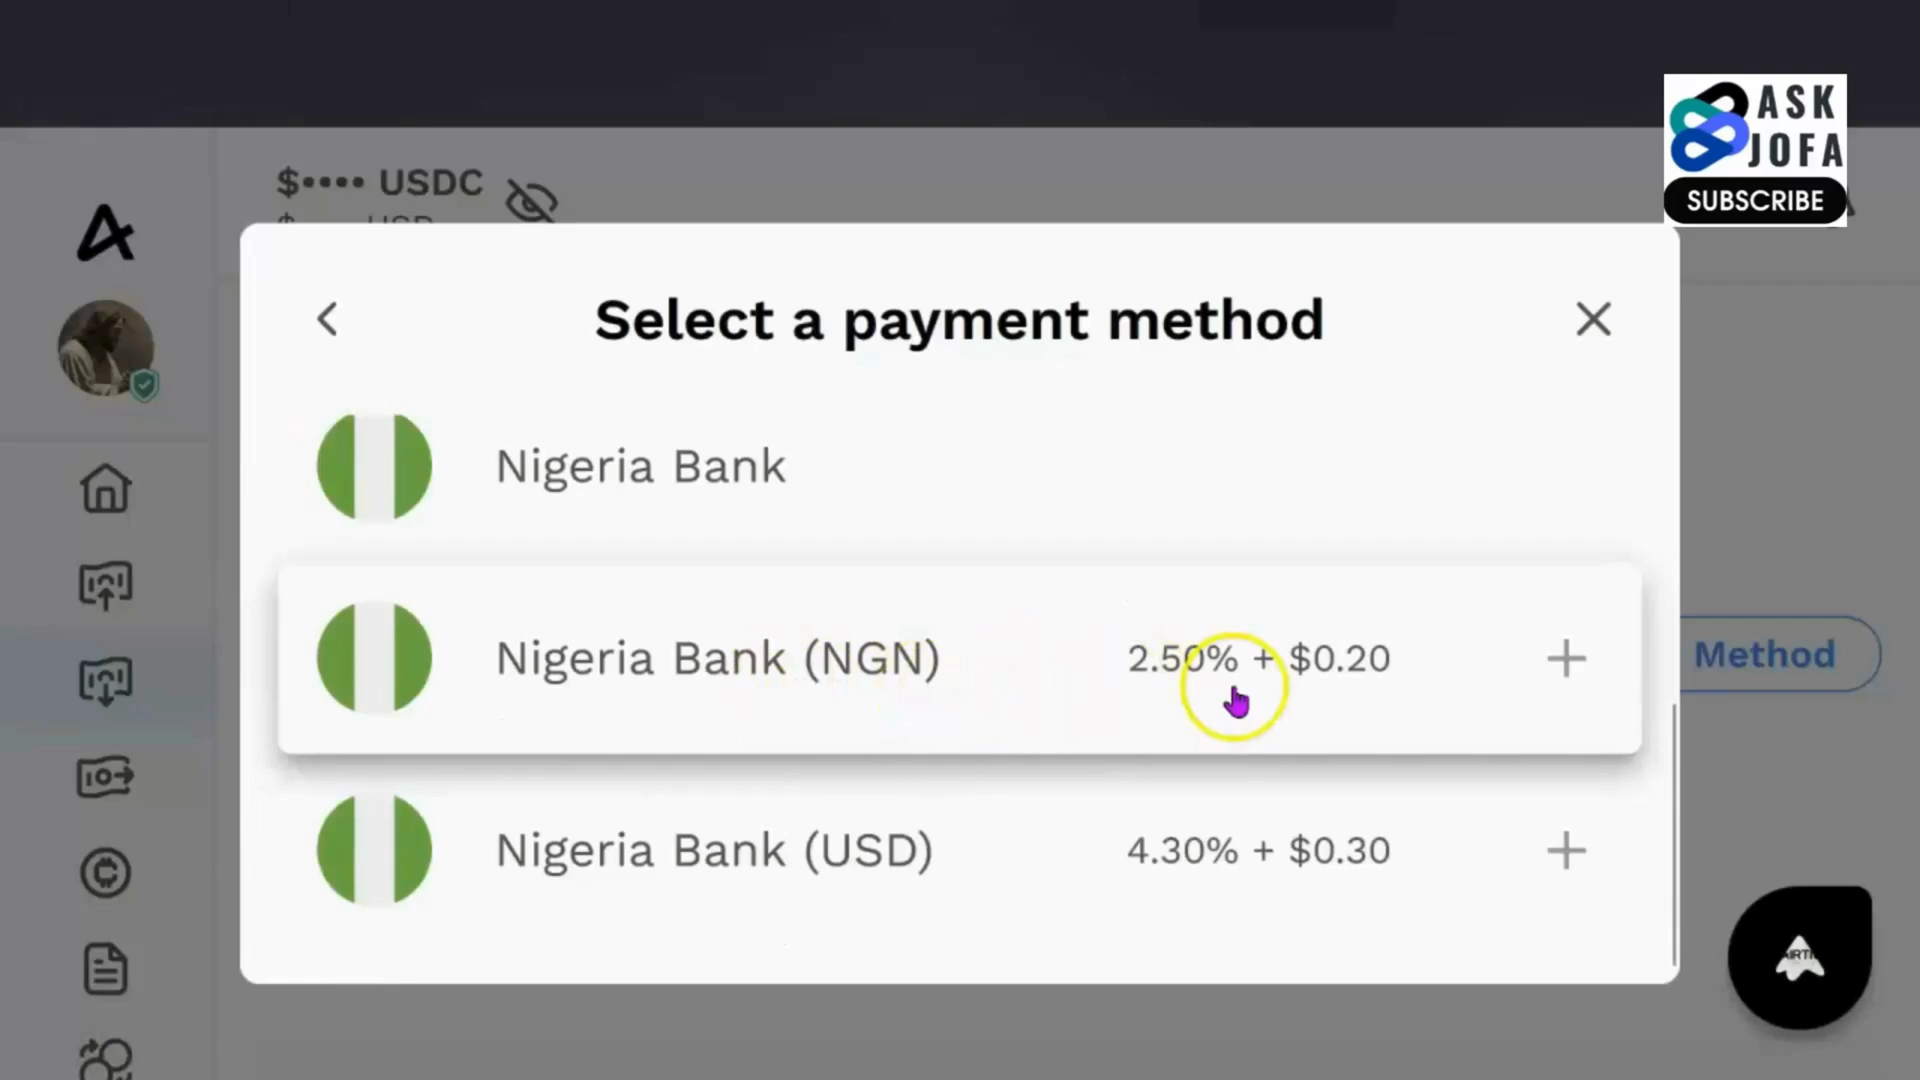 ASK
JOFA
SUBSCRIBE
$•••• USDC
Select a payment method
Nigeria Bank
Nigeria Bank (NGN) 2.50% + $0.20 +
Method
Nigeria Bank (USD) 4.30% + $0.30 +